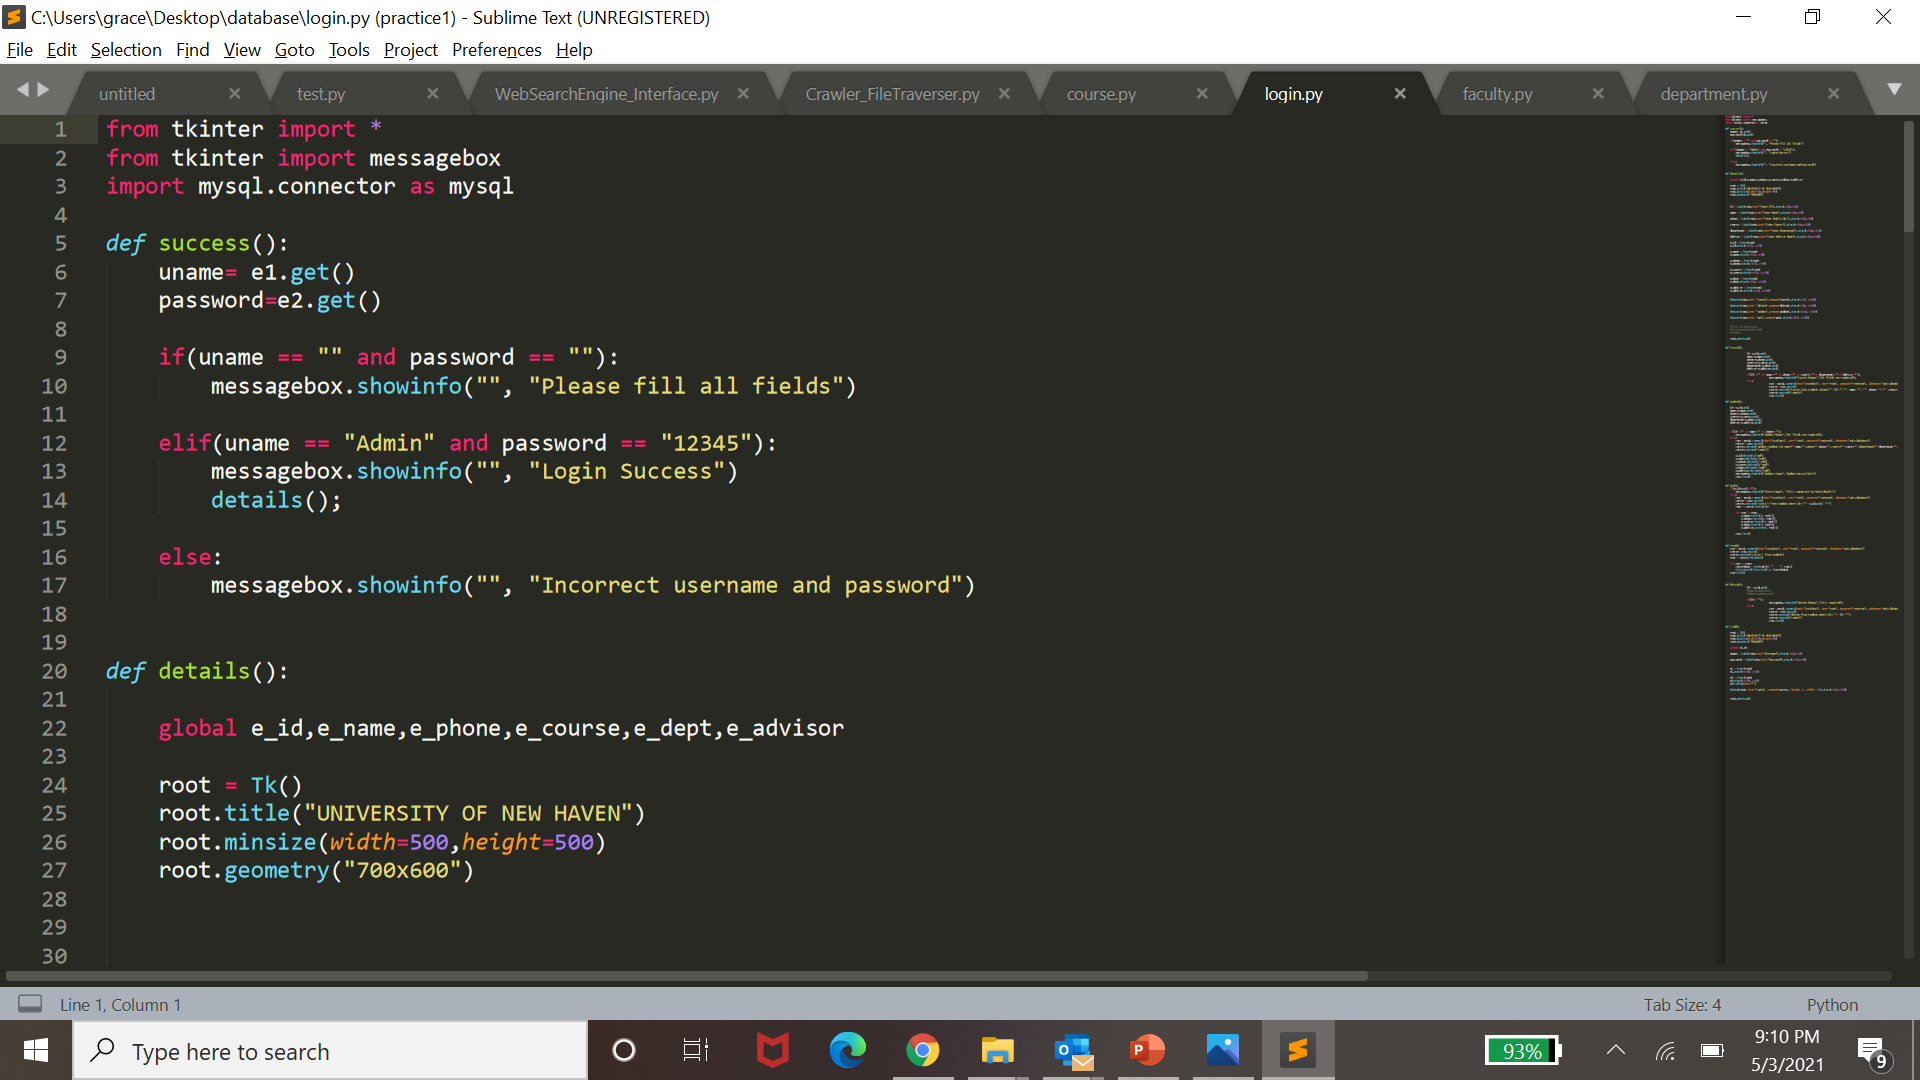 C:\Users\grace\Desktop\database\login.py (practice1) - Sublime Text (UNREGISTERED)
File Edit Selection Find View Goto Tools Project Preferences Help
untitled test.py WebSearchEngine_Interface.py Crawler_FileTraverser.py course.py login.py faculty.py department.py
1 from tkinter import *
2 from tkinter import messagebox
3 import mysql.connector as mysql
4
5 def success():
6 uname= e1.get()
7 password=e2.get()
8
9 if(uname == "" and password == ""):
10 messagebox.showinfo("", "Please fill all fields")
11
12 elif(uname == "Admin" and password == "12345"):
13 messagebox.showinfo("", "Login Success")
14 details();
15
16 else:
17 messagebox.showinfo("", "Incorrect username and password")
18
19
20 def details():
21
22 global e_id,e_name,e_phone,e_course,e_dept,e_advisor
23
24 root = Tk()
25 root.title("UNIVERSITY OF NEW HAVEN")
26 root.minsize(width=500,height=500)
27 root.geometry("700x600")
28
29
30
Line 1, Column 1 Tab Size: 4 Python
Type here to search
93%
9:10 PM
5/3/2021
9